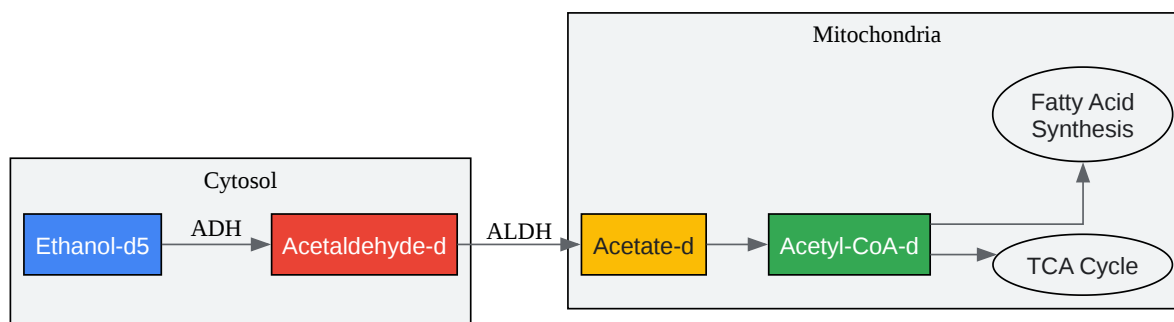 Mitochondria
Fatty Acid
Synthesis
Cytosol
Ethanol-d5
ADH
Acetaldehyde-d
ALDH
Acetate-d
Acetyl-CoA-d
TCA Cycle